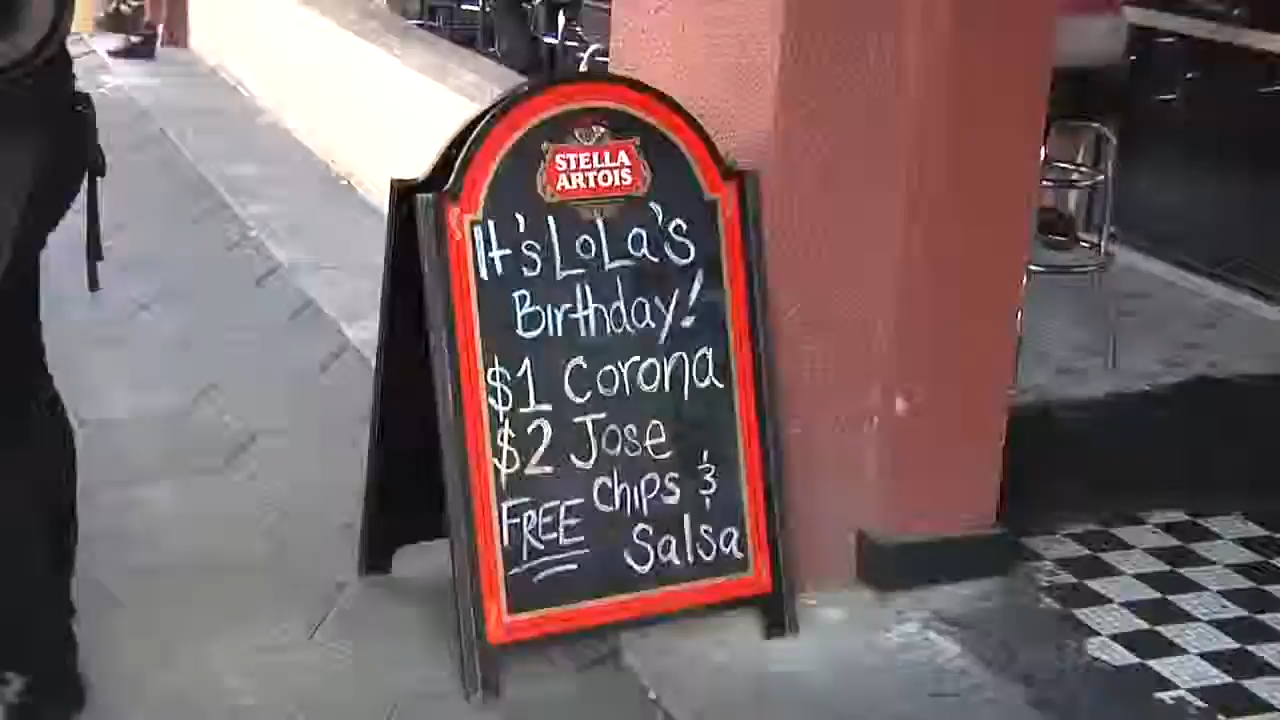 STELLA
ARTOIS
It's LoLa's
Birthday!
$1 Corona
$2 Jose
FREE chips &
Salsa